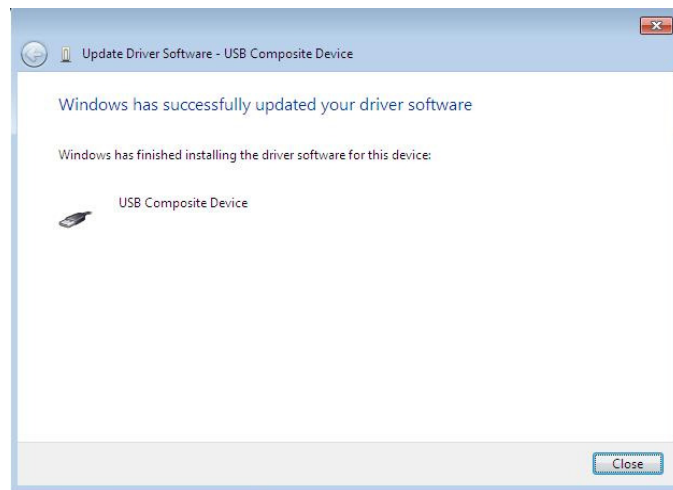 Update Driver Software - USB Composite Device
Windows has successfully updated your driver software
Windows has finished installing the driver software for this device:
USB Composite Device
Close